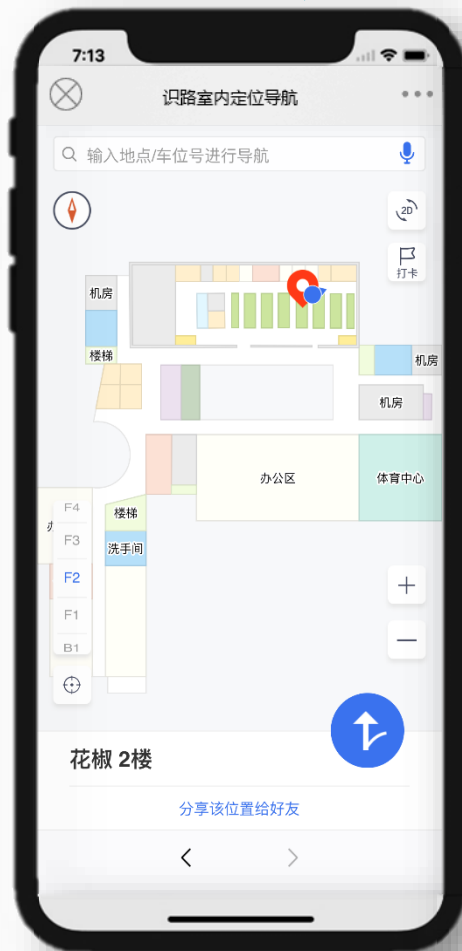 7:13
识路室内定位导航
输入地点/车位号进行导航
2D
打卡
机房
楼梯
机房
机房
办公区
体育中心
F4
楼梯
F3
洗手间
F2
F1
B1
花椒 2楼
分享该位置给好友